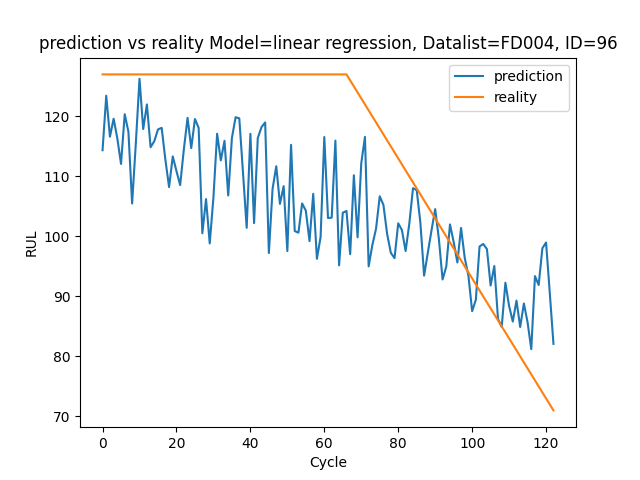 prediction vs reality Model=linear regression, Datalist=FD004, ID=96
prediction
reality
RUL
120
110
100
90
80
70
0 20 40 60 80 100 120
Cycle